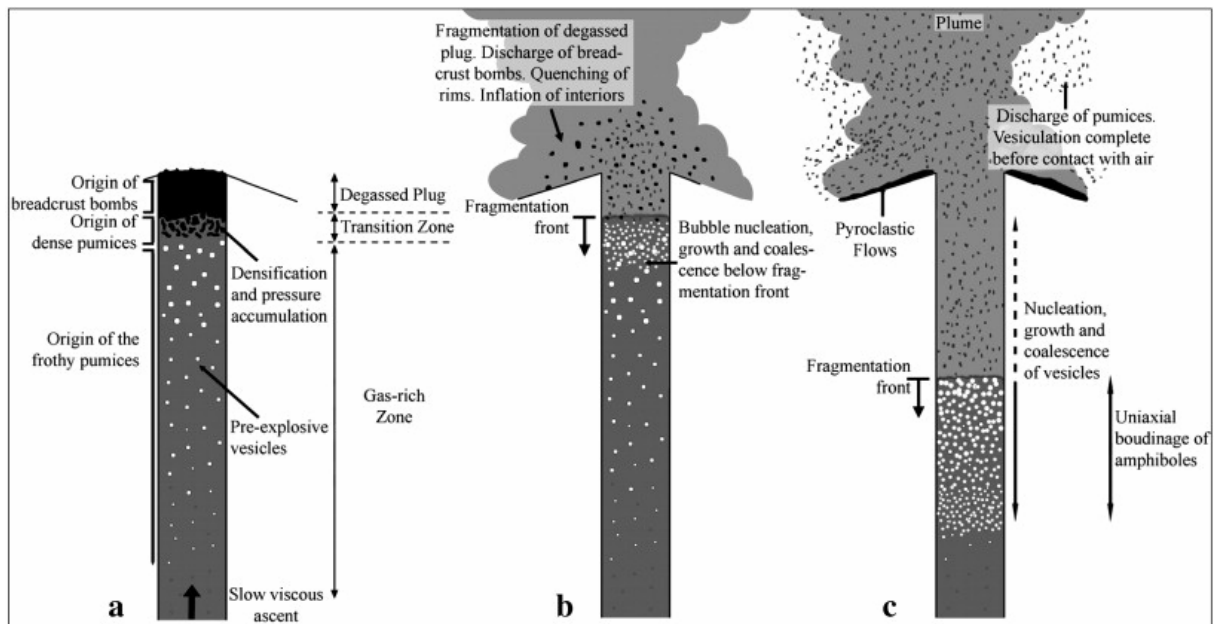 Origin of
breadcrust bombs
Origin of
dense pumices
Origin of the
frothy pumices
Densification
and pressure
accumulation
Pre-explosive
vesicles
Slow viscous
ascent
a
Degassed Plug
Transition Zone
Gas-rich
Zone
Fragmentation of degassed
plug. Discharge of bread-
crust bombs. Quenching of
rims. Inflation of interiors
Fragmentation
front
Bubble nucleation,
growth and coales-
cence below frag-
mentation front
b
Plume
Discharge of pumices.
Vesiculation complete
before contact with air
Pyroclastic
Flows
Fragmentation
front
Nucleation,
growth and
coalescence
of vesicles
Uniaxial
boudinage of
amphiboles
c